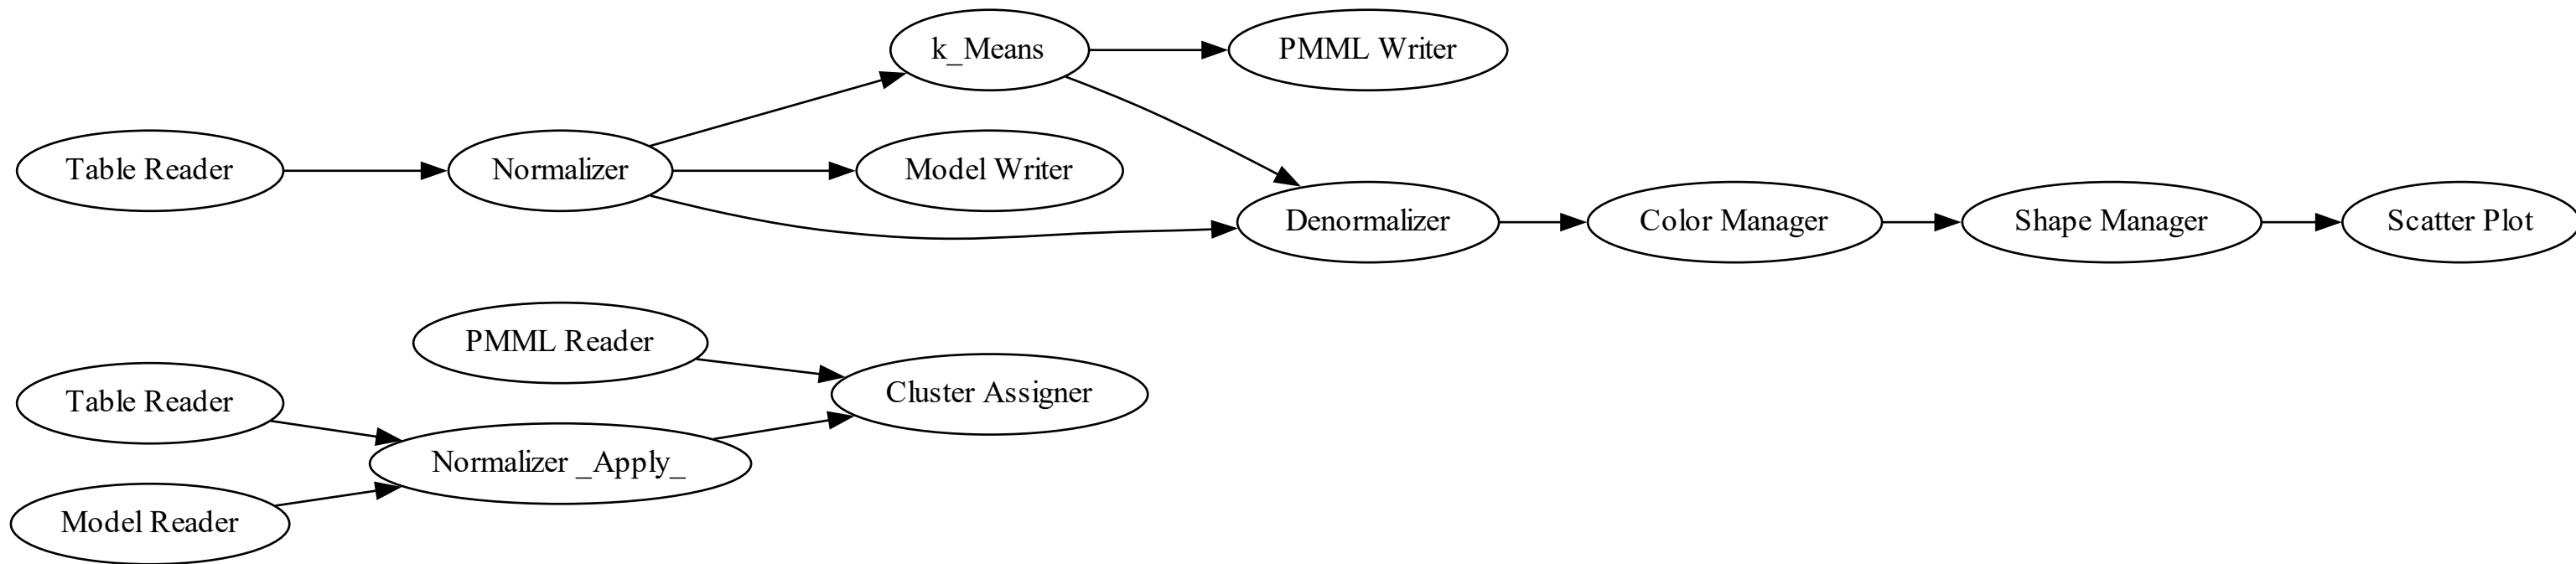 k_Means
PMML Writer
Table Reader
Normalizer
Model Writer
Denormalizer
Color Manager
Shape Manager
Scatter Plot
PMML Reader
Table Reader
Cluster Assigner
Normalizer _Apply_
Model Reader